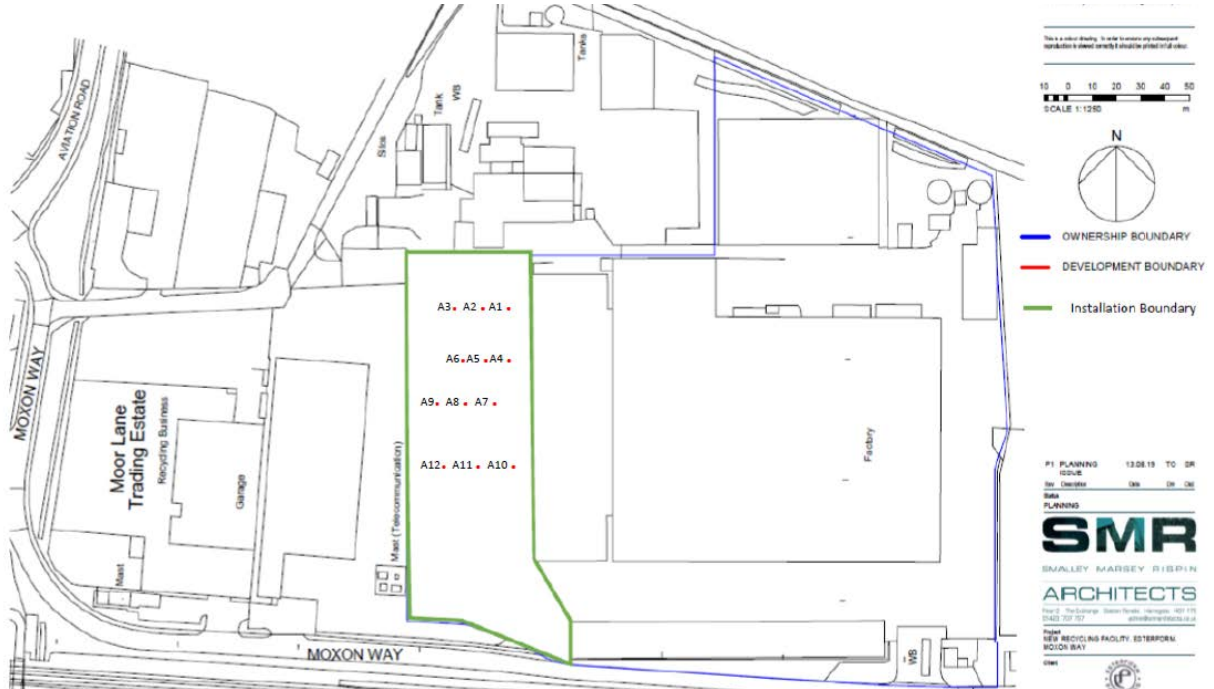 This is a colour drawing. In order to ensure any subsequent
reproduction is viewed correctly it should be printed in full colour.
10 0 10 20 30 40 50
SCALE 1:1250 m
N
OWNERSHIP BOUNDARY
DEVELOPMENT BOUNDARY
Installation Boundary
AVIATION ROAD
Silos
Tank
WB
Tanks
A3 A2 A1
A6 A5 A4
A9 A8 A7
A12 A11 A10
MOXON WAY
Moor Lane
Trading Estate
Recycling Business
Garage
Mast (Telecommunication)
Factory
Mast
MOXON WAY
WB
P1 PLANNING 13.08.19 TO DR
ISSUE
Rev Description Date Dr Ckd
Status
PLANNING
SMR
SMALLEY MARSEY RISPIN
ARCHITECTS
Project
NEW RECYCLING FACILITY, ESTERFORM,
MOXON WAY
Client